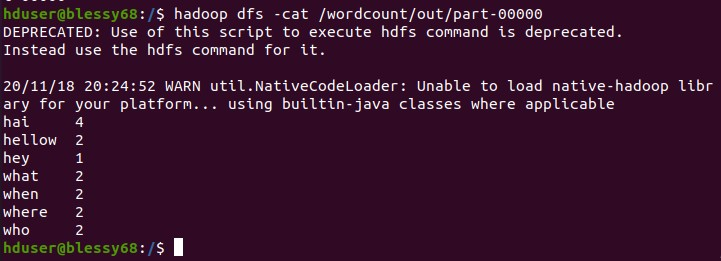 hduser@blessy68:/$ hadoop dfs -cat /wordcount/out/part-00000
DEPRECATED: Use of this script to execute hdfs command is deprecated.
Instead use the hdfs command for it.
20/11/18 20:24:52 WARN util.NativeCodeLoader: Unable to load native-hadoop libr
ary for your platform... using builtin-java classes where applicable
hai 4
hellow 2
hey 1
what 2
when 2
where 2
who 2
hduser@blessy68:/$